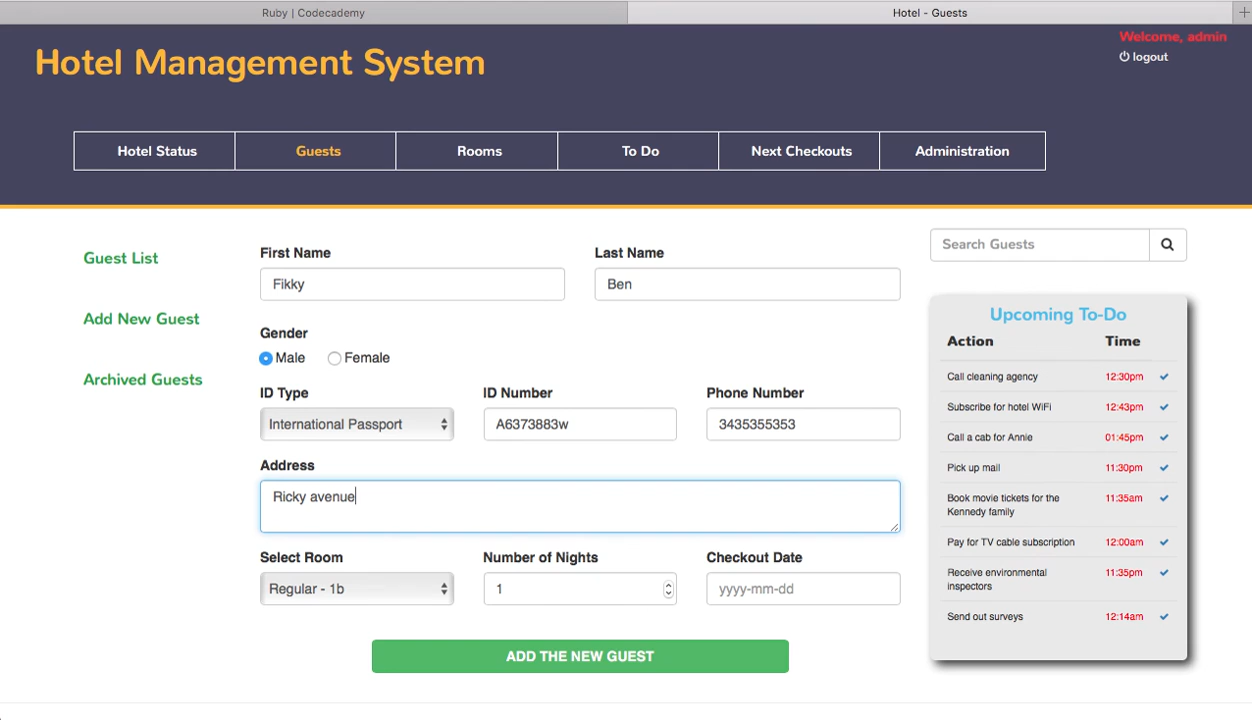 Ruby | Codecademy
Hotel - Guests
Welcome, admin
Hotel Management System
logout
Hotel Status
Guests
Rooms
To Do
Next Checkouts
Administration
Guest List
Add New Guest
Archived Guests
First Name
Last Name
Fikky
Ben
Gender
Male
Female
ID Type
ID Number
Phone Number
International Passport
A6373883w
3435355353
Address
Ricky avenue
Select Room
Number of Nights
Checkout Date
Regular - 1b
1
yyyy-mm-dd
ADD THE NEW GUEST
Search Guests
Upcoming To-Do
Action Time
Call cleaning agency 12:30pm
Subscribe for hotel WiFi 12:43pm
Call a cab for Annie 01:45pm
Pick up mail 11:30pm
Book movie tickets for the 11:35am
Kennedy family
Pay for TV cable subscription 12:00am
Receive environmental 11:35pm
inspectors
Send out surveys 12:14am